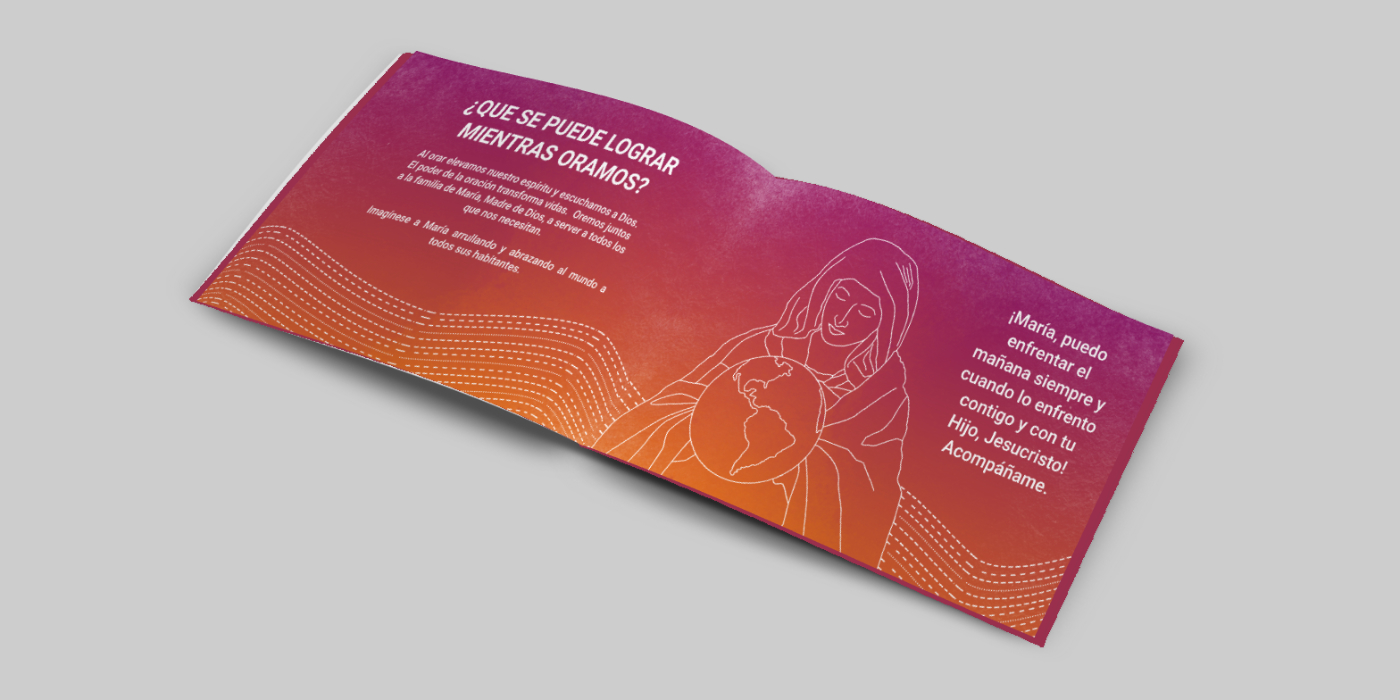 ¿QUE SE PUEDE LOGRAR
MIENTRAS ORAMOS?
Al orar elevamos nuestro espíritu y escuchamos a Dios.
El poder de la oración transforma vidas. Oremos juntos
a la familia de María, Madre de Dios, a server a todos los
que nos necesitan.
Imagínese a María arrullando y abrazando al mundo a
todos sus habitantes.
¡María, puedo
enfrentar el
mañana siempre y
cuando lo enfrento
contigo y con tu
Hijo, Jesucristo!
Acompáñame.